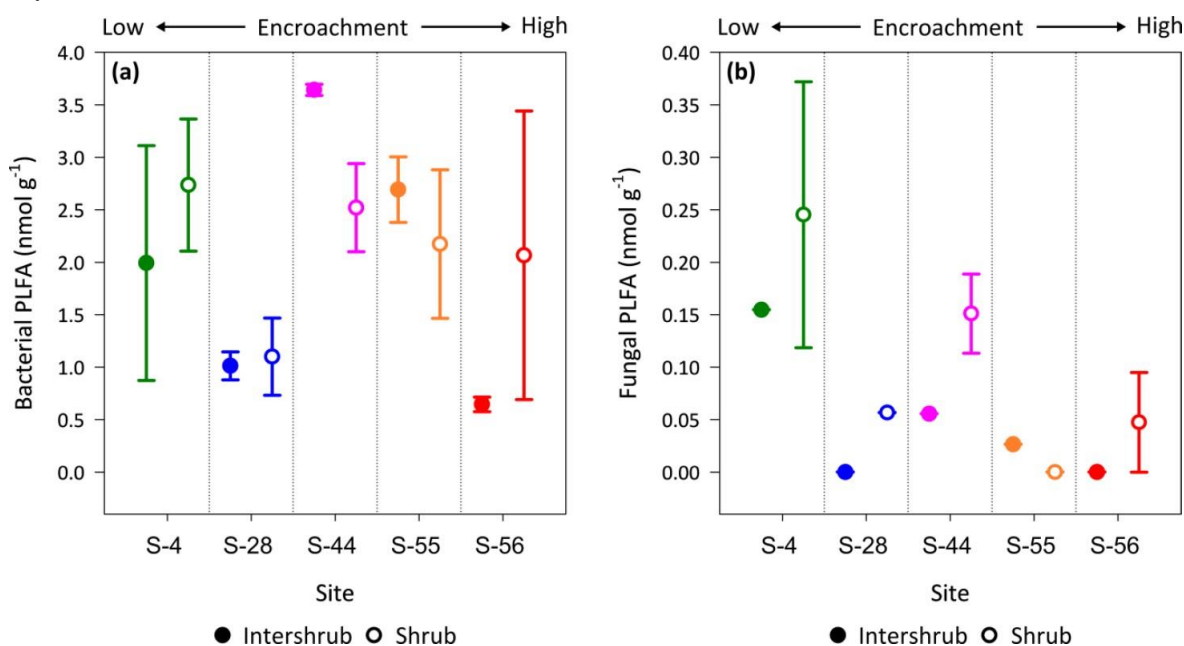 Low Encroachment High
(a)
Bacterial PLFA (nmol g⁻¹)
4.0
3.5
3.0
2.5
2.0
1.5
1.0
0.5
0.0
S-4 S-28 S-44 S-55 S-56
Site
Intershrub Shrub
Low Encroachment High
(b)
Fungal PLFA (nmol g⁻¹)
0.40
0.35
0.30
0.25
0.20
0.15
0.10
0.05
0.00
S-4 S-28 S-44 S-55 S-56
Site
Intershrub Shrub